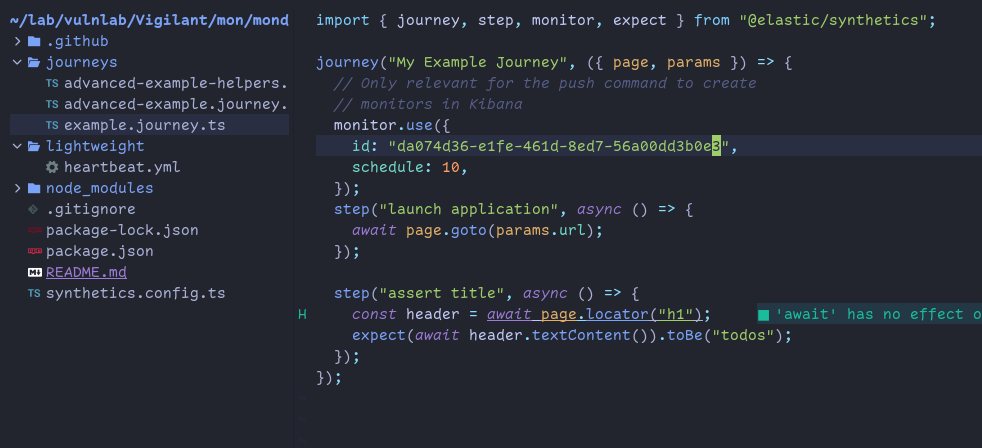 ~/lab/vulnlab/Vigilant/mon/mond
.github
journeys
TS advanced-example-helpers.
TS advanced-example.journey.
TS example.journey.ts
lightweight
heartbeat.yml
node_modules
.gitignore
package-lock.json
package.json
README.md
TS synthetics.config.ts
import { journey, step, monitor, expect } from "@elastic/synthetics";
journey("My Example Journey", ({ page, params }) => {
// Only relevant for the push command to create
// monitors in Kibana
monitor.use({
id: "da074d36-e1fe-461d-8ed7-56a00dd3b0e3",
schedule: 10,
});
step("launch application", async () => {
await page.goto(params.url);
});
step("assert title", async () => {
H const header = await page.locator("h1"); 'await' has no effect o
expect(await header.textContent()).toBe("todos");
});
});